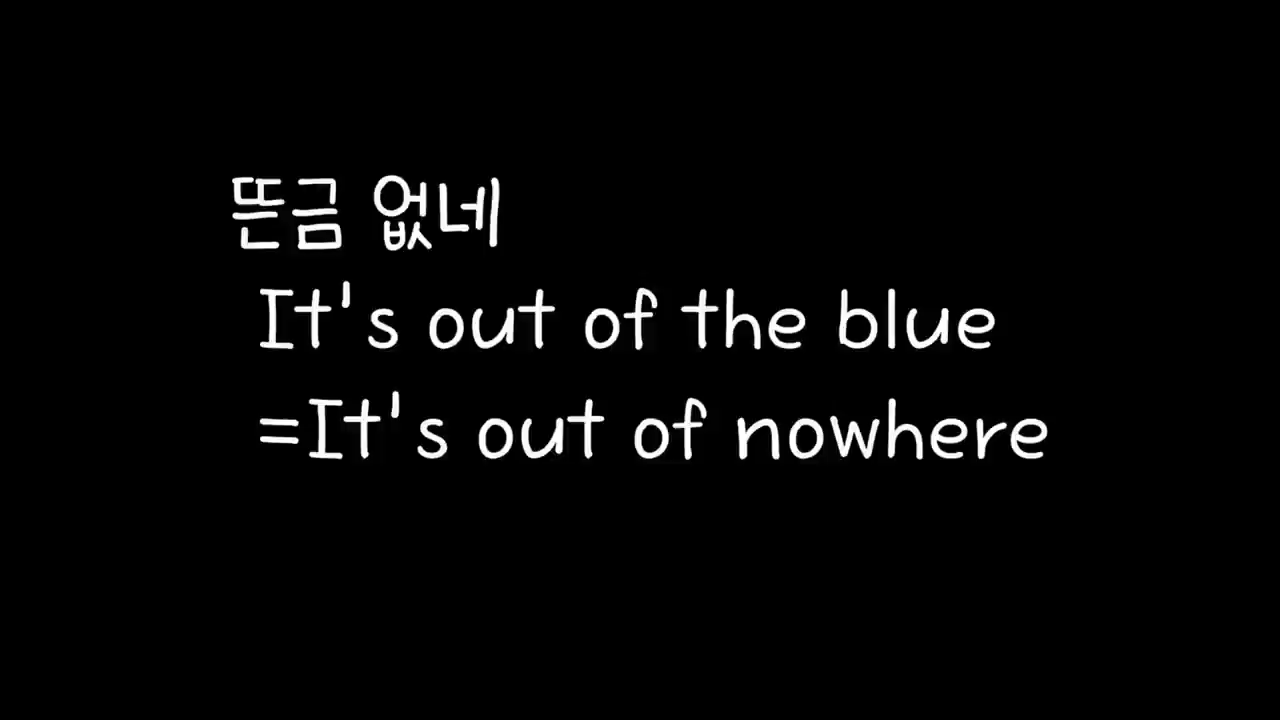 뜬금 없네
It's out of the blue
=It's out of nowhere